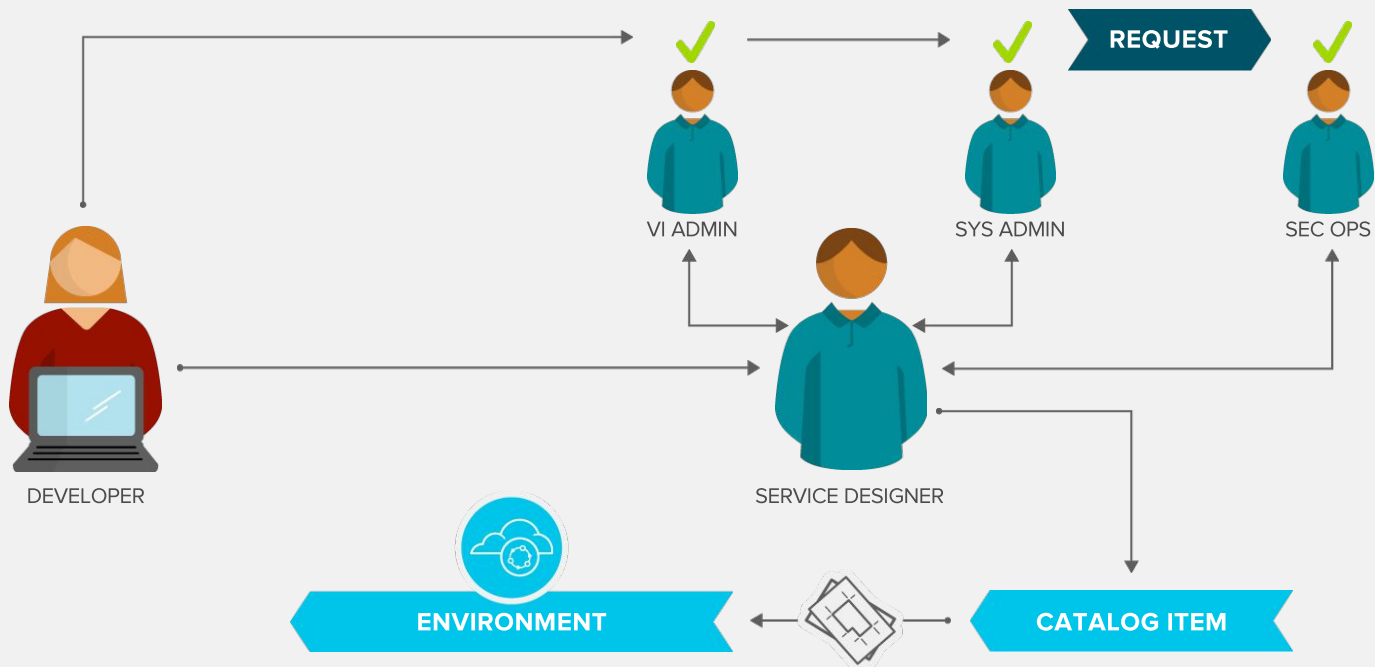 REQUEST
VI ADMIN
SYS ADMIN
SEC OPS
DEVELOPER
SERVICE DESIGNER
ENVIRONMENT
CATALOG ITEM